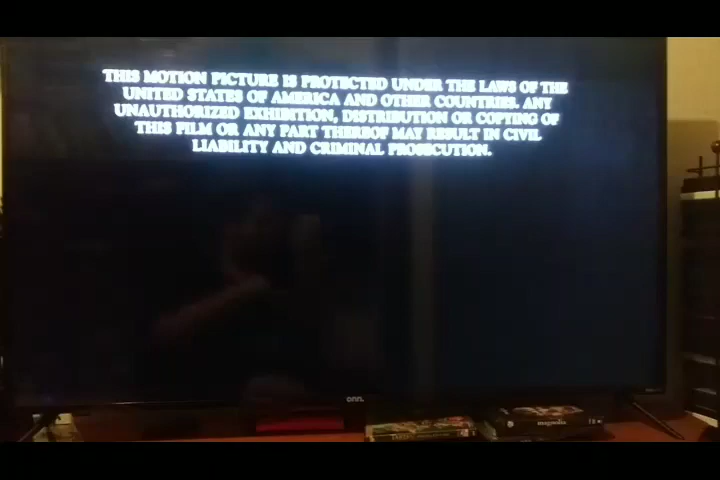 THIS MOTION PICTURE IS PROTECTED UNDER THE LAWS OF THE
UNITED STATES OF AMERICA AND OTHER COUNTRIES. ANY
UNAUTHORIZED EXHIBITION, DISTRIBUTION OR COPYING OF
THIS FILM OR ANY PART THEREOF MAY RESULT IN CIVIL
LIABILITY AND CRIMINAL PROSECUTION.
onn.
magnolia